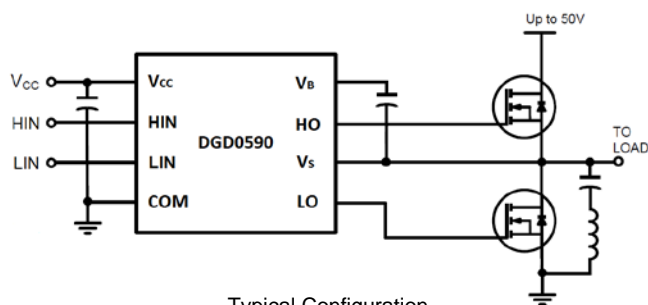 Up to 50V
Vcc
HIN
LIN
Vcc
HIN
LIN
COM
DGD0590
VB
HO
Vs
LO
TO
LOAD
Typical Configuration